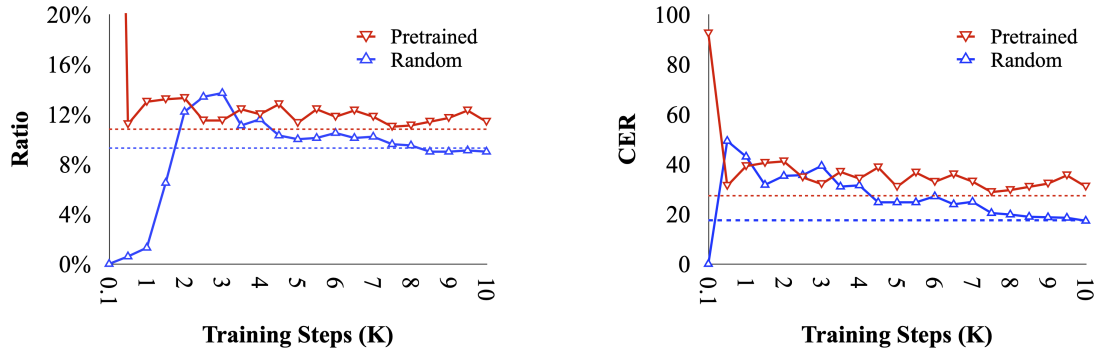 20%
16%
12%
8%
4%
0%
Ratio
Pretrained
Random
0.1 1 2 3 4 5 6 7 8 9 10
Training Steps (K)
100
80
60
40
20
0
CER
Pretrained
Random
0.1 1 2 3 4 5 6 7 8 9 10
Training Steps (K)